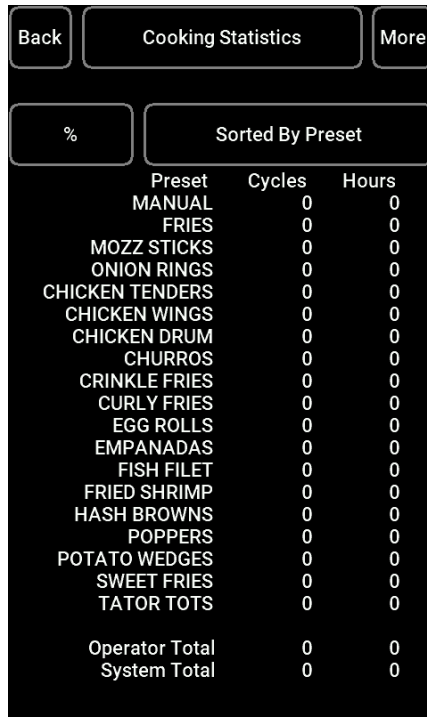 Back Cooking Statistics More
% Sorted By Preset
Preset Cycles Hours
MANUAL 0 0
FRIES 0 0
MOZZ STICKS 0 0
ONION RINGS 0 0
CHICKEN TENDERS 0 0
CHICKEN WINGS 0 0
CHICKEN DRUM 0 0
CHURROS 0 0
CRINKLE FRIES 0 0
CURLY FRIES 0 0
EGG ROLLS 0 0
EMPANADAS 0 0
FISH FILET 0 0
FRIED SHRIMP 0 0
HASH BROWNS 0 0
POPPERS 0 0
POTATO WEDGES 0 0
SWEET FRIES 0 0
TATOR TOTS 0 0
Operator Total 0 0
System Total 0 0